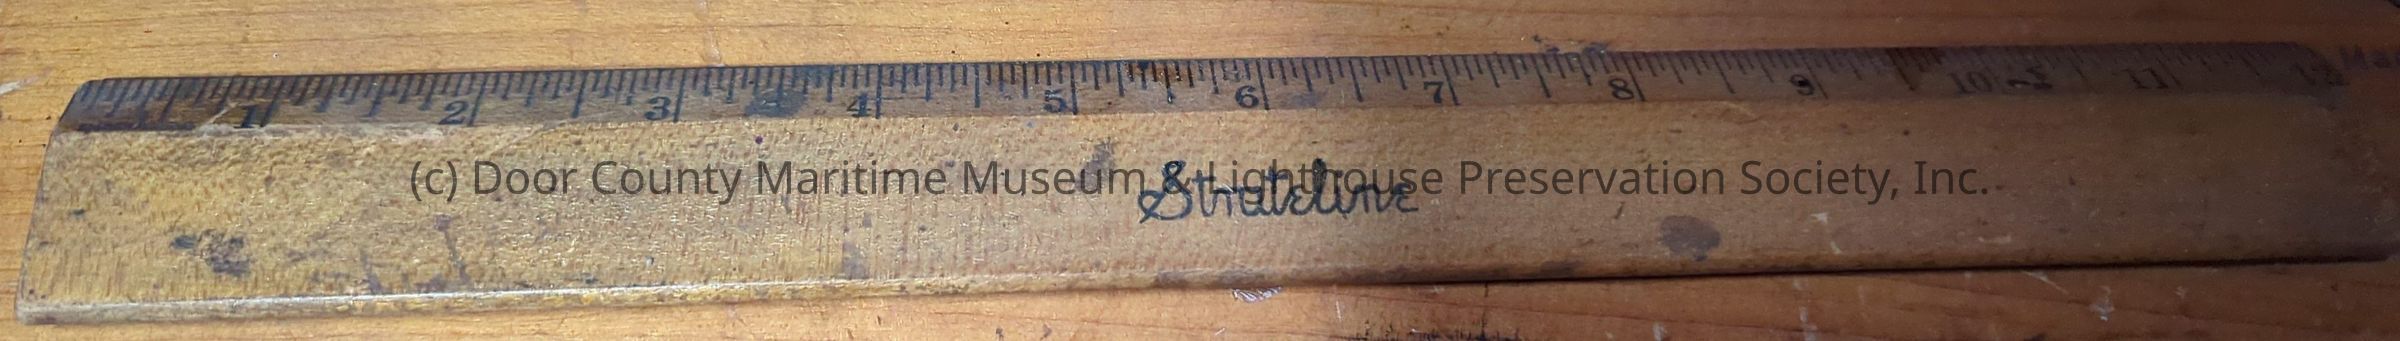 1 2 3 4 5 6 7 8 9 10 11 12
(c) Door County Maritime Museum & Lighthouse Preservation Society, Inc.
Strateline